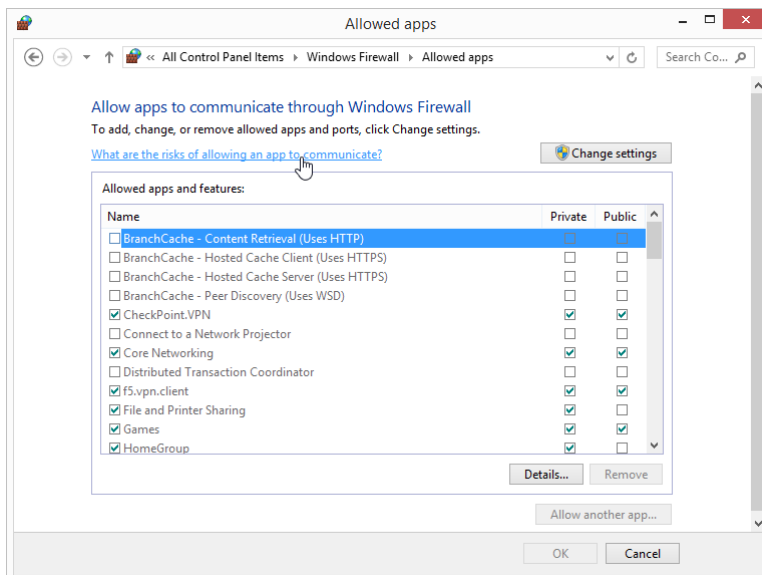 Allowed apps
« All Control Panel Items Windows Firewall Allowed apps Search Co...
Allow apps to communicate through Windows Firewall
To add, change, or remove allowed apps and ports, click Change settings.
What are the risks of allowing an app to communicate? Change settings
Allowed apps and features:
Name Private Public
BranchCache - Content Retrieval (Uses HTTP)
BranchCache - Hosted Cache Client (Uses HTTPS)
BranchCache - Hosted Cache Server (Uses HTTPS)
BranchCache - Peer Discovery (Uses WSD)
CheckPoint.VPN
Connect to a Network Projector
Core Networking
Distributed Transaction Coordinator
f5.vpn.client
File and Printer Sharing
Games
HomeGroup
Details... Remove
Allow another app...
OK Cancel